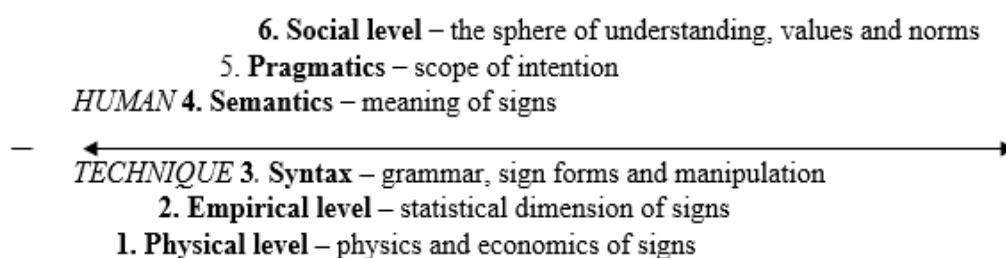 6. Social level – the sphere of understanding, values and norms
5. Pragmatics – scope of intention
HUMAN 4. Semantics – meaning of signs
–
TECHNIQUE 3. Syntax – grammar, sign forms and manipulation
2. Empirical level – statistical dimension of signs
1. Physical level – physics and economics of signs